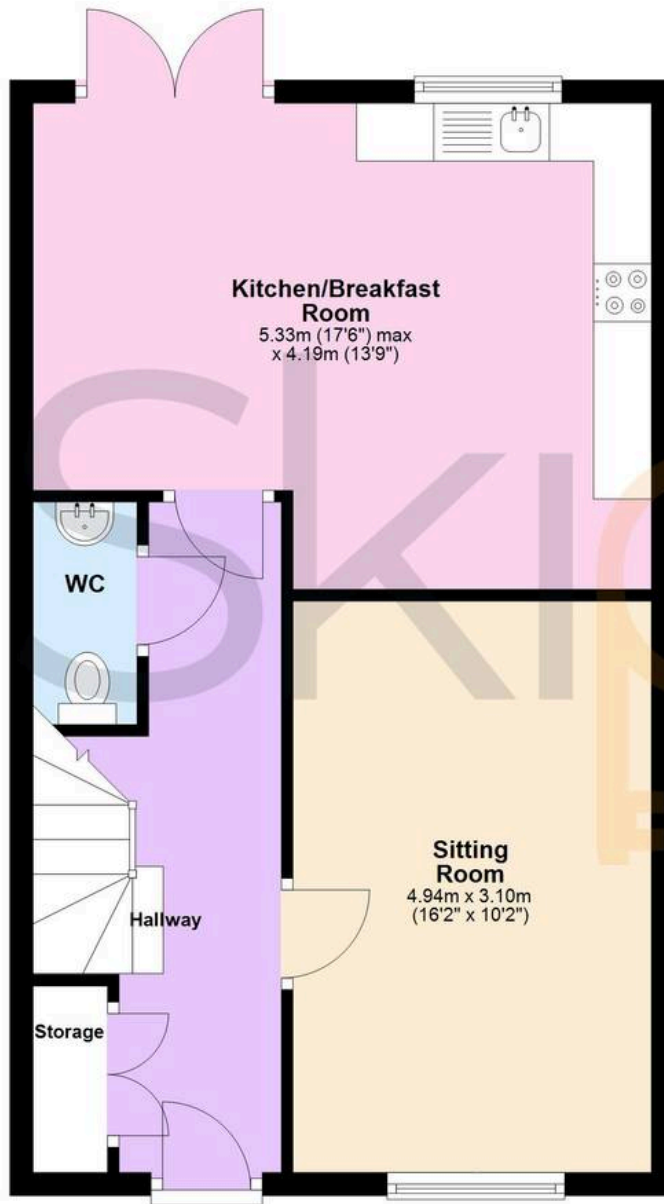 Kitchen/Breakfast
Room
5.33m (17'6") max
x 4.19m (13'9")
WC
Sitting
Room
4.94m x 3.10m
(16'2" x 10'2")
Hallway
Storage